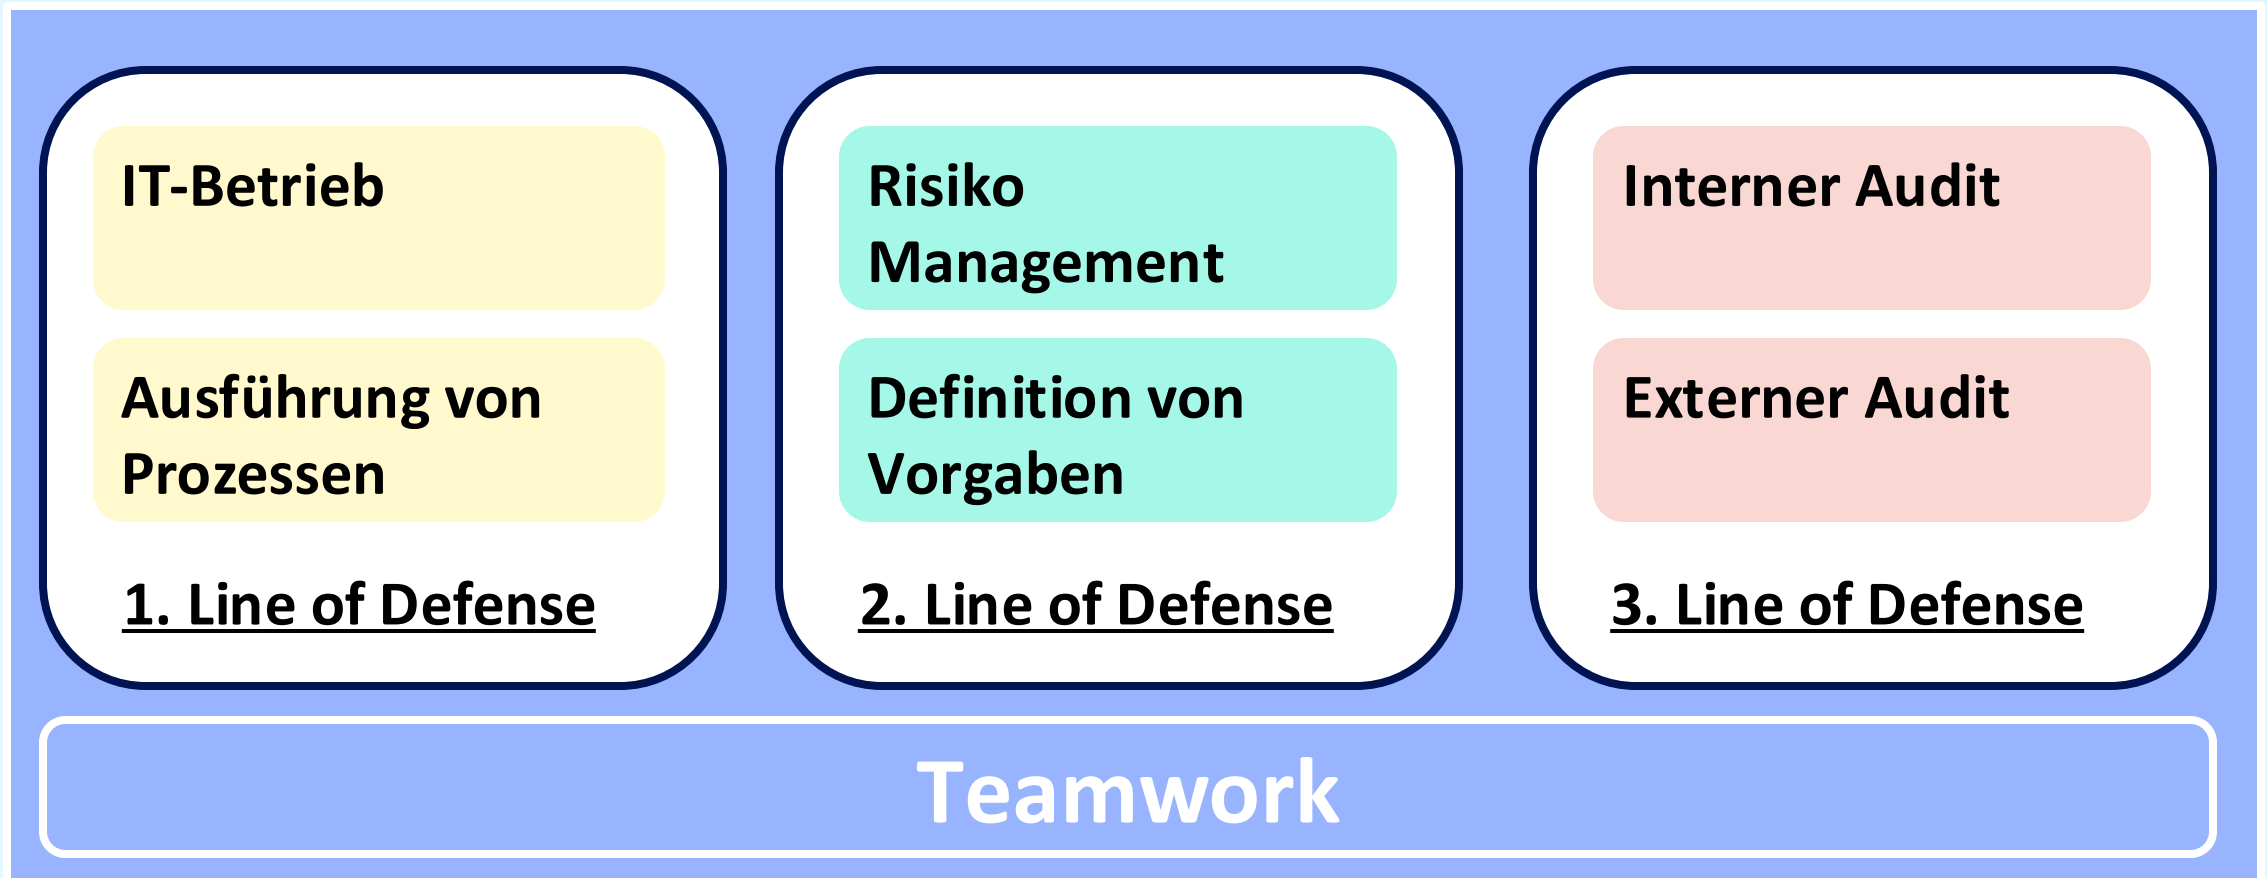 IT-Betrieb
Ausführung von
Prozessen
1. Line of Defense
Risiko
Management
Definition von
Vorgaben
2. Line of Defense
Interner Audit
Externer Audit
3. Line of Defense
Teamwork